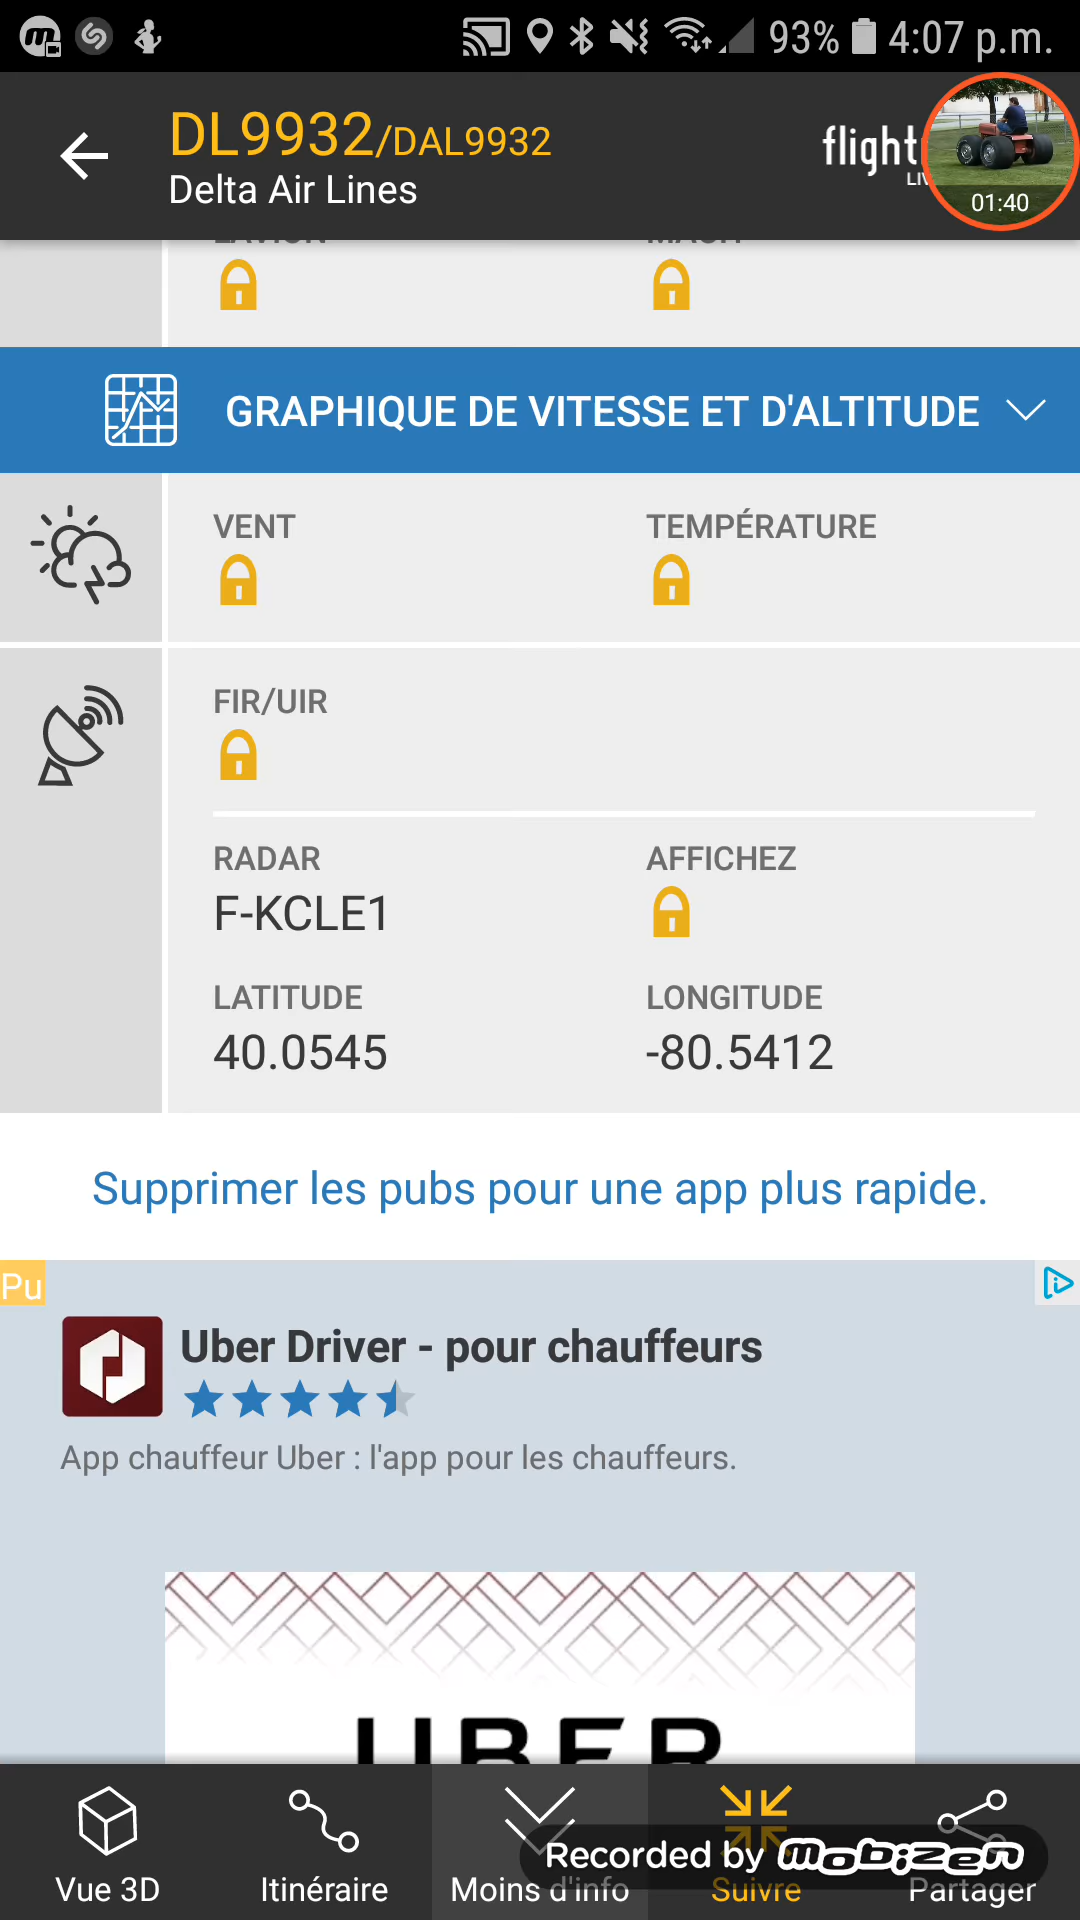 93% 4:07 p.m.
DL9932/DAL9932
Delta Air Lines
flight
01:40
GRAPHIQUE DE VITESSE ET D'ALTITUDE
VENT TEMPÉRATURE
FIR/UIR
RADAR AFFICHEZ
F-KCLE1
LATITUDE LONGITUDE
40.0545 -80.5412
Supprimer les pubs pour une app plus rapide.
Pu
Uber Driver - pour chauffeurs
App chauffeur Uber : l'app pour les chauffeurs.
UBER
Recorded by mobizen
Vue 3D Itinéraire Moins d'info Suivre Partager